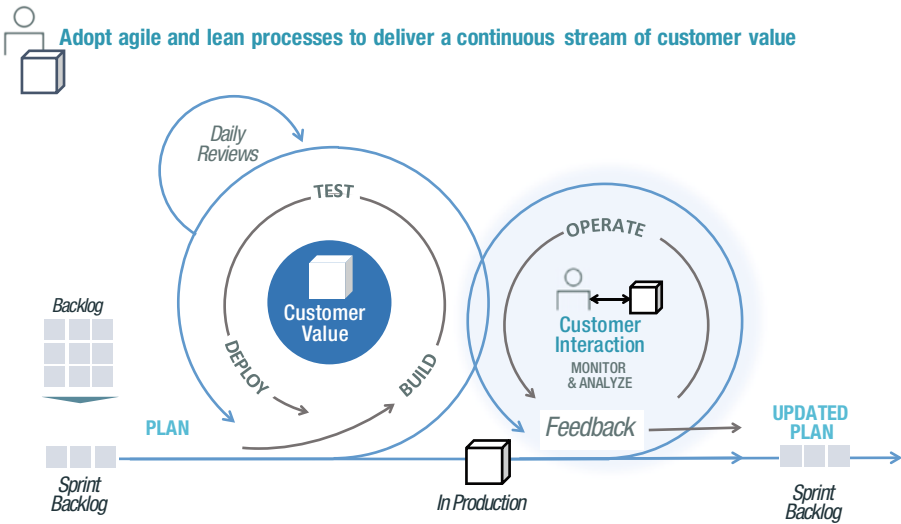 Adopt agile and lean processes to deliver a continuous stream of customer value
Daily
Reviews
TEST
OPERATE
Customer
Value
Backlog
Customer
Interaction
MONITOR
& ANALYZE
DEPLOY
BUILD
PLAN
Feedback
UPDATED
PLAN
Sprint
Backlog
In Production
Sprint
Backlog